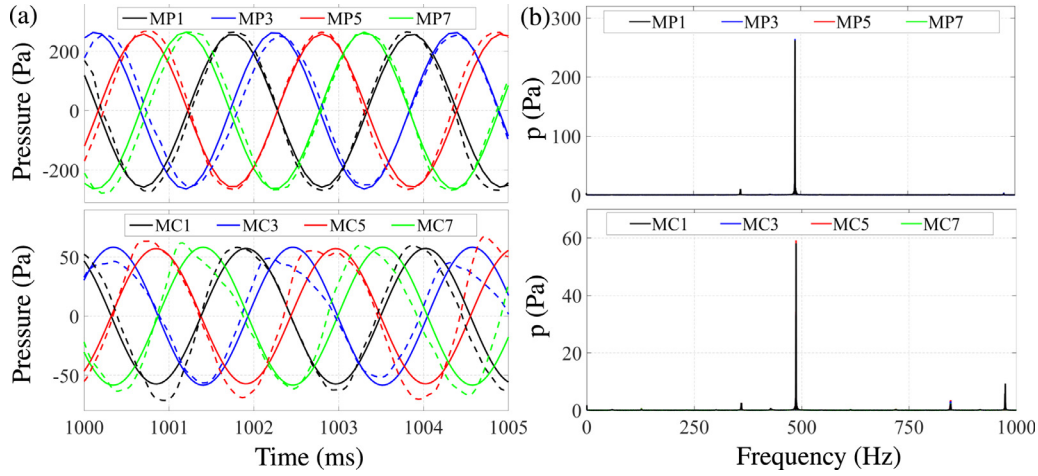 (a)
MP1 MP3 MP5 MP7
Pressure (Pa)
200
0
-200
MC1 MC3 MC5 MC7
Pressure (Pa)
50
0
-50
1000 1001 1002 1003 1004 1005
Time (ms)
(b)
MP1 MP3 MP5 MP7
p (Pa)
300
200
100
0
MC1 MC3 MC5 MC7
p (Pa)
60
40
20
0
0 250 500 750 1000
Frequency (Hz)